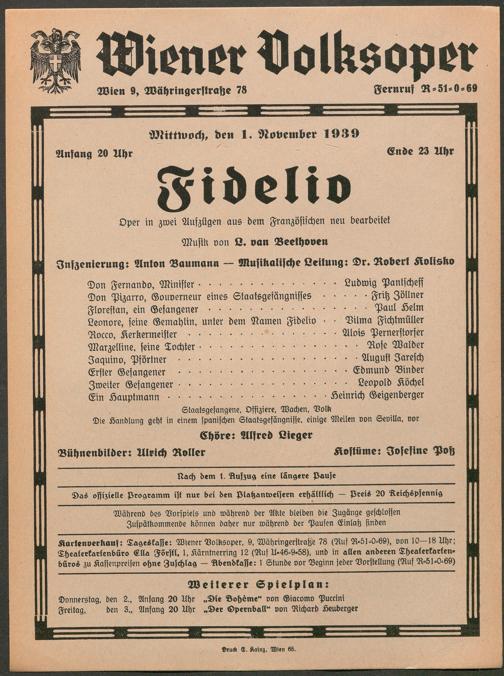 Wiener Volksoper
Wien 9, Währingerstraße 78 Fernruf R-51-0-69
Mittwoch, den 1. November 1939
Anfang 20 Uhr Ende 23 Uhr
Fidelio
Oper in zwei Aufzügen aus dem Französischen neu bearbeitet
Musik von L. van Beethoven
Inszenierung: Anton Baumann — Musikalische Leitung: Dr. Robert Kolisko
Don Fernando, Minister . . . . . . . . . . . . . . . Ludwig Pantscheff
Don Pizarro, Gouverneur eines Staatsgefängnisses . . . . . Fritz Zöllner
Florestan, ein Gefangener . . . . . . . . . . . . . . . Paul Helm
Leonore, seine Gemahlin, unter dem Namen Fidelio . . . Vilma Fichtmüller
Rocco, Kerkermeister . . . . . . . . . . . . . . . Alois Pernerstorfer
Marzelline, seine Tochter . . . . . . . . . . . . . . . Rose Walder
Jaquino, Pförtner . . . . . . . . . . . . . . . August Jaresch
Erster Gefangener . . . . . . . . . . . . . . . Edmund Binder
Zweiter Gefangener . . . . . . . . . . . . . . . Leopold Köchel
Ein Hauptmann . . . . . . . . . . . . . . . Heinrich Geigenberger
Staatsgefangene, Offiziere, Wachen, Volk
Die Handlung geht in einem spanischen Staatsgefängnisse, einige Meilen von Sevilla, vor
Chöre: Alfred Lieger
Bühnenbilder: Ulrich Roller Kostüme: Josefine Poß
Nach dem 1. Aufzug eine längere Pause
Das offizielle Programm ist nur bei den Platzanweisern erhältlich — Preis 20 Reichspfennig
Während des Vorspiels und während der Akte bleiben die Zugänge geschlossen
Zuspätkommende können daher nur während der Pausen Einlaß finden
Kartenverkauf: Tageskasse: Wiener Volksoper, 9, Währingerstraße 78 (Ruf R-51-0-69), von 10—18 Uhr;
Theaterkartenbüro Ella Förstl, 1, Kärntnerring 12 (Ruf U-46-9-58), und in allen anderen Theaterkarten-
büros zu Kassenpreisen ohne Zuschlag — Abendkasse: 1 Stunde vor Beginn jeder Vorstellung (Ruf R-51-0-69)
Weiterer Spielplan:
Donnerstag, den 2., Anfang 20 Uhr „Die Bohème" von Giacomo Puccini
Freitag, den 3., Anfang 20 Uhr „Der Opernball" von Richard Heuberger
Druck C. Kainz, Wien 65.